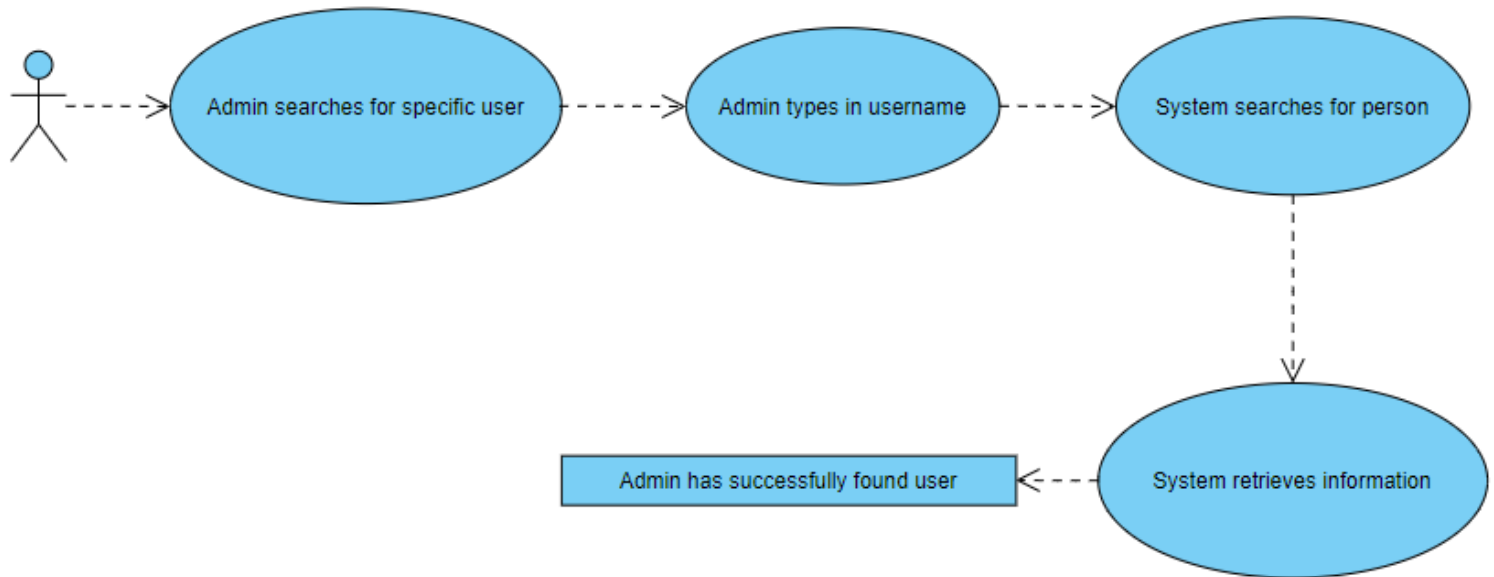 Admin searches for specific user
Admin types in username
System searches for person
Admin has successfully found user
System retrieves information